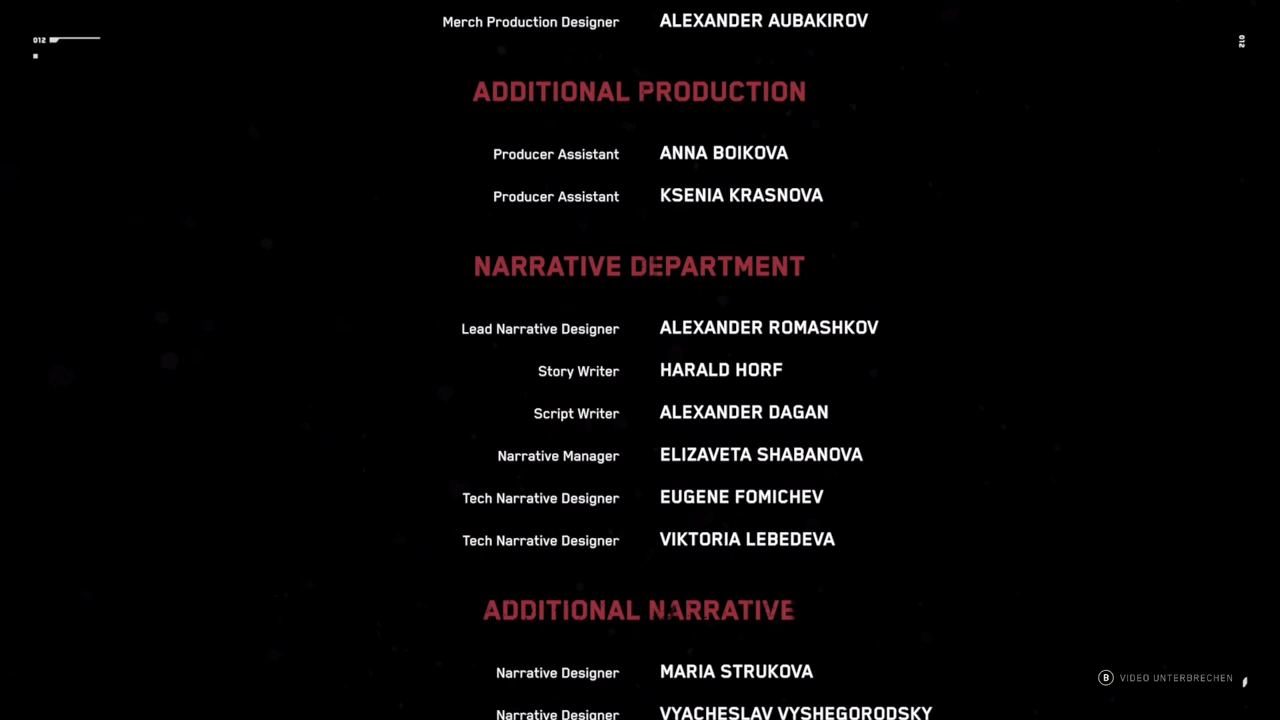 Merch Production Designer ALEXANDER AUBAKIROV
012
012
ADDITIONAL PRODUCTION
Producer Assistant ANNA BOIKOVA
Producer Assistant KSENIA KRASNOVA
NARRATIVE DEPARTMENT
Lead Narrative Designer ALEXANDER ROMASHKOV
Story Writer HARALD HORF
Script Writer ALEXANDER DAGAN
Narrative Manager ELIZAVETA SHABANOVA
Tech Narrative Designer EUGENE FOMICHEV
Tech Narrative Designer VIKTORIA LEBEDEVA
ADDITIONAL NARRATIVE
Narrative Designer MARIA STRUKOVA
B VIDEO UNTERBRECHEN
Narrative Designer VYACHESLAV VYSHEGORODSKY